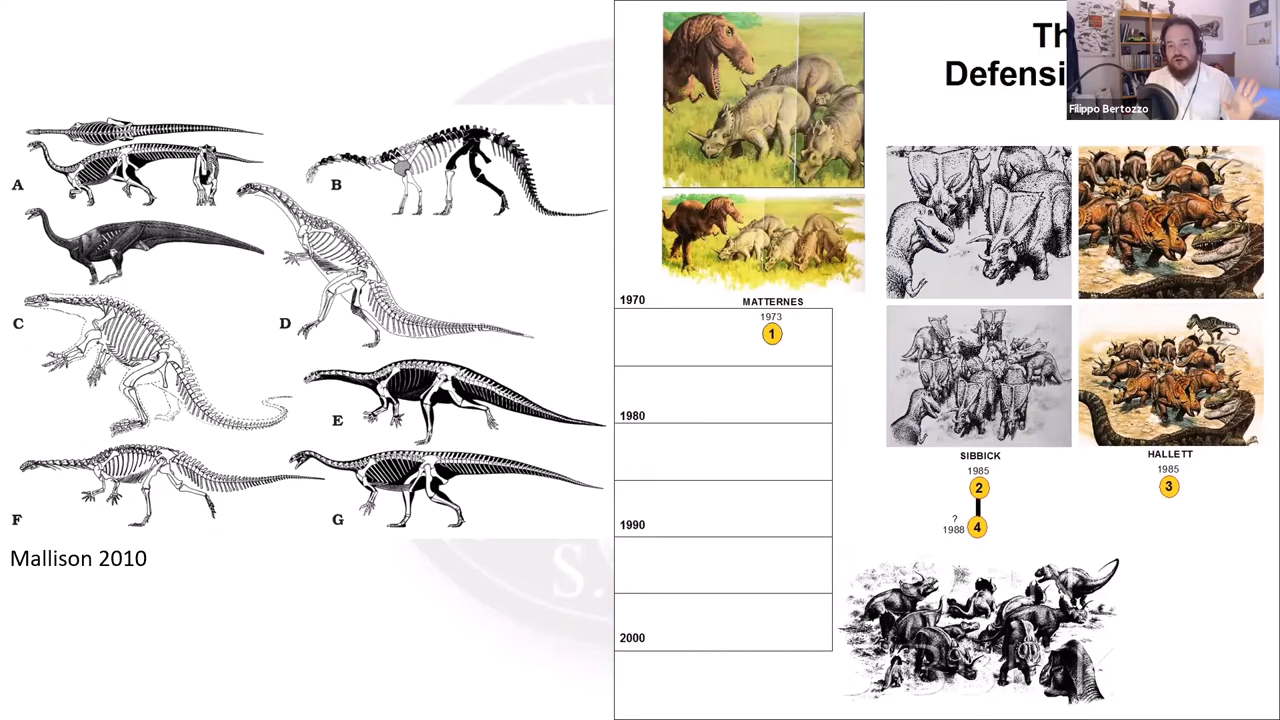 A
B
C
D
E
F
G
Mallison 2010
Th
Defensi
Filippo Bertozzo
1970
MATTERNES
1973
1
1980
SIBBICK
1985
2
HALLETT
1985
3
1990
?
1988
4
2000
S.